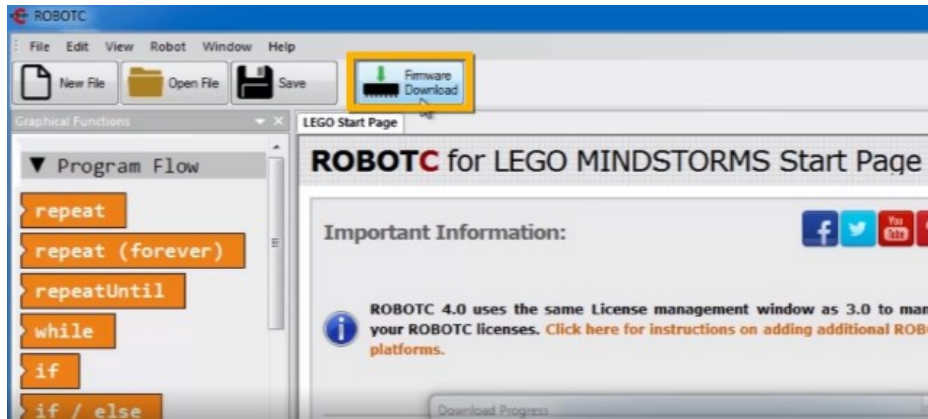 ROBOTC
File Edit View Robot Window Help
New File Open File Save Firmware Download
Graphical Functions
LEGO Start Page
▼ Program Flow
repeat
repeat (forever)
repeatUntil
while
if
if / else
ROBOTC for LEGO MINDSTORMS Start Page
Important Information:
You Tube
ROBOTC 4.0 uses the same License management window as 3.0 to man
your ROBOTC licenses. Click here for instructions on adding additional ROBO
platforms.
Download Progress